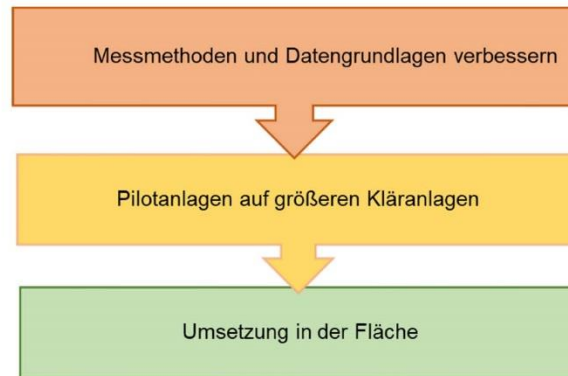 Messmethoden und Datengrundlagen verbessern
Pilotanlagen auf größeren Kläranlagen
Umsetzung in der Fläche